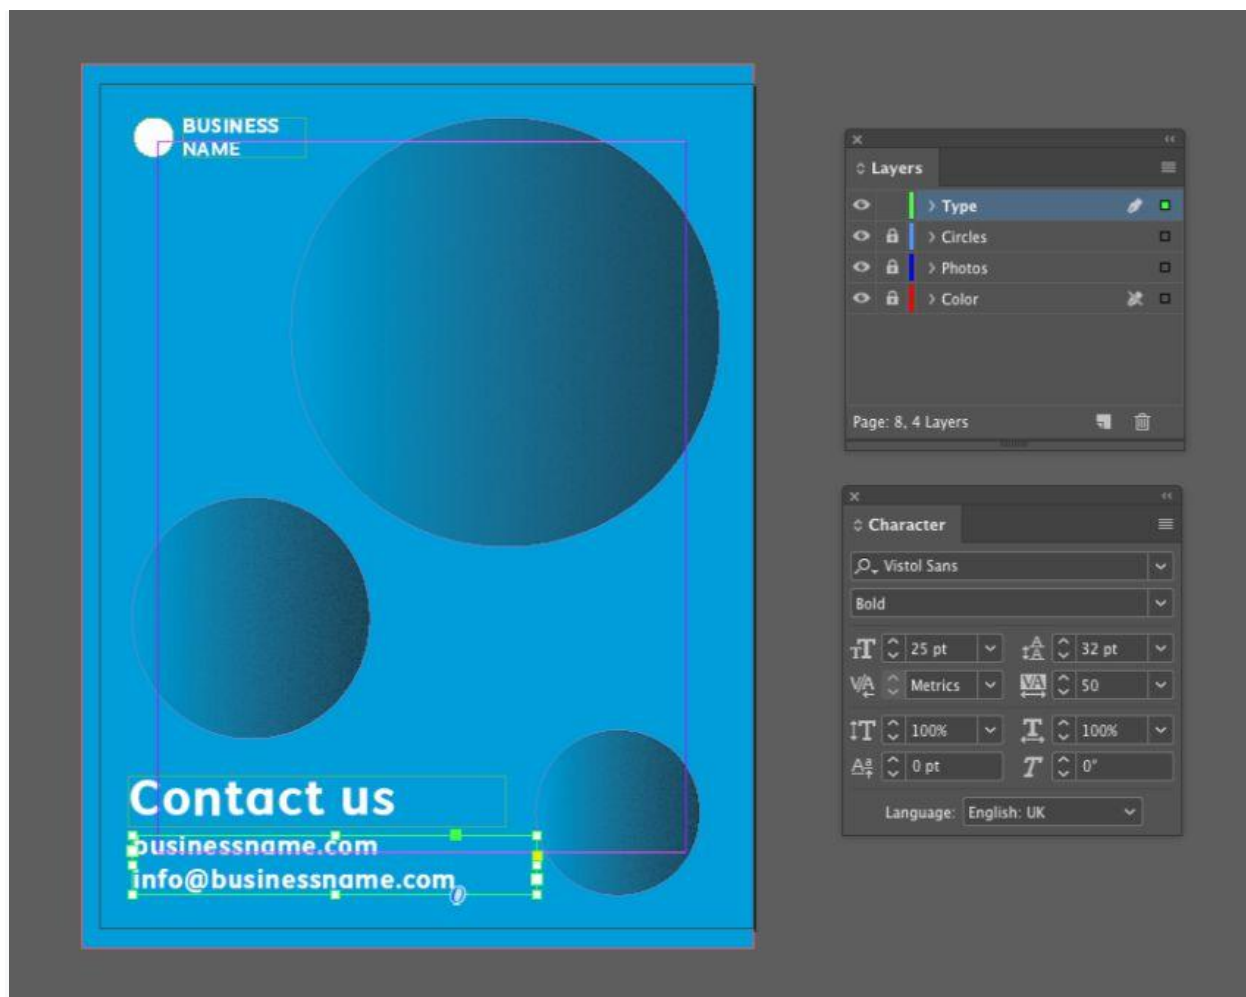 BUSINESS
NAME
Contact us
businessname.com
info@businessname.com
Layers
Type
Circles
Photos
Color
Page: 8, 4 Layers
Character
Vistol Sans
Bold
25 pt
32 pt
Metrics
50
100%
100%
0 pt
0°
Language: English: UK